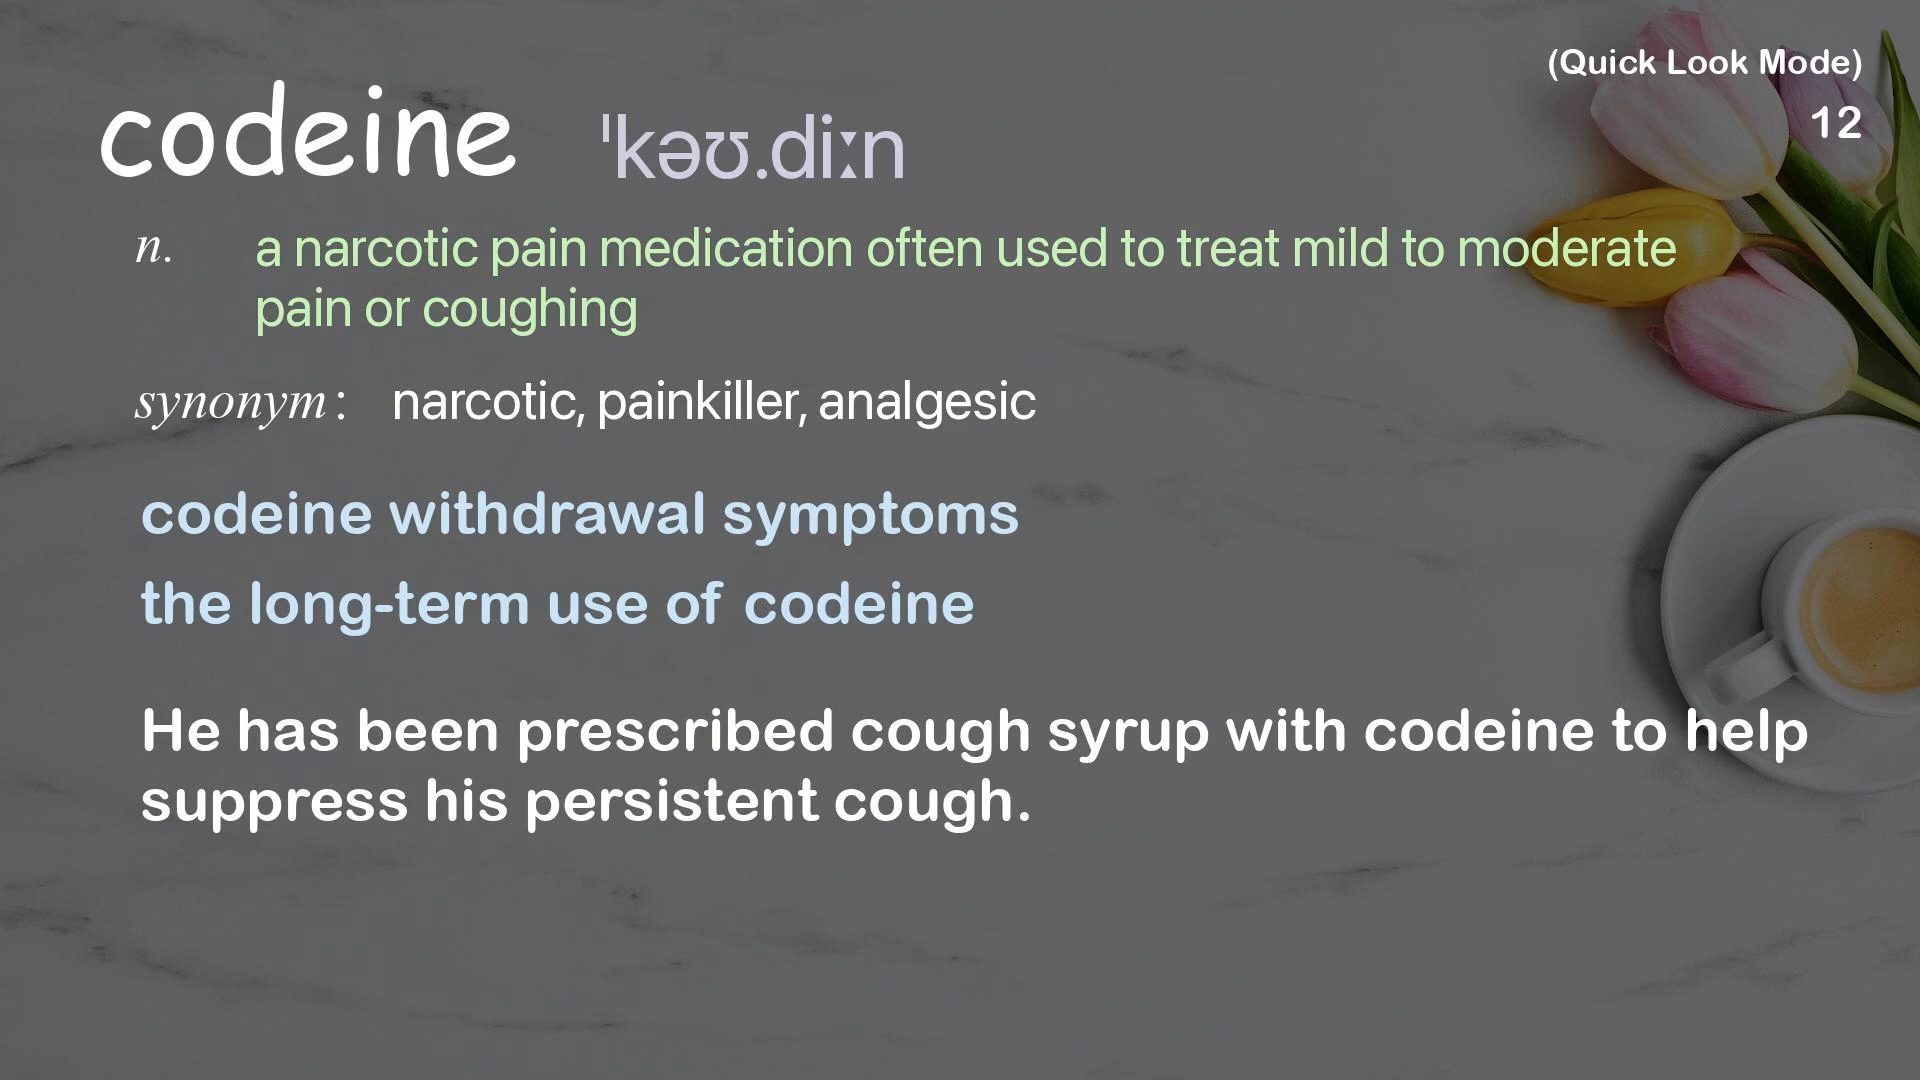 (Quick Look Mode)
12
codeine ˈkəʊ.diːn
n. a narcotic pain medication often used to treat mild to moderate
pain or coughing
synonym: narcotic, painkiller, analgesic
codeine withdrawal symptoms
the long-term use of codeine
He has been prescribed cough syrup with codeine to help
suppress his persistent cough.